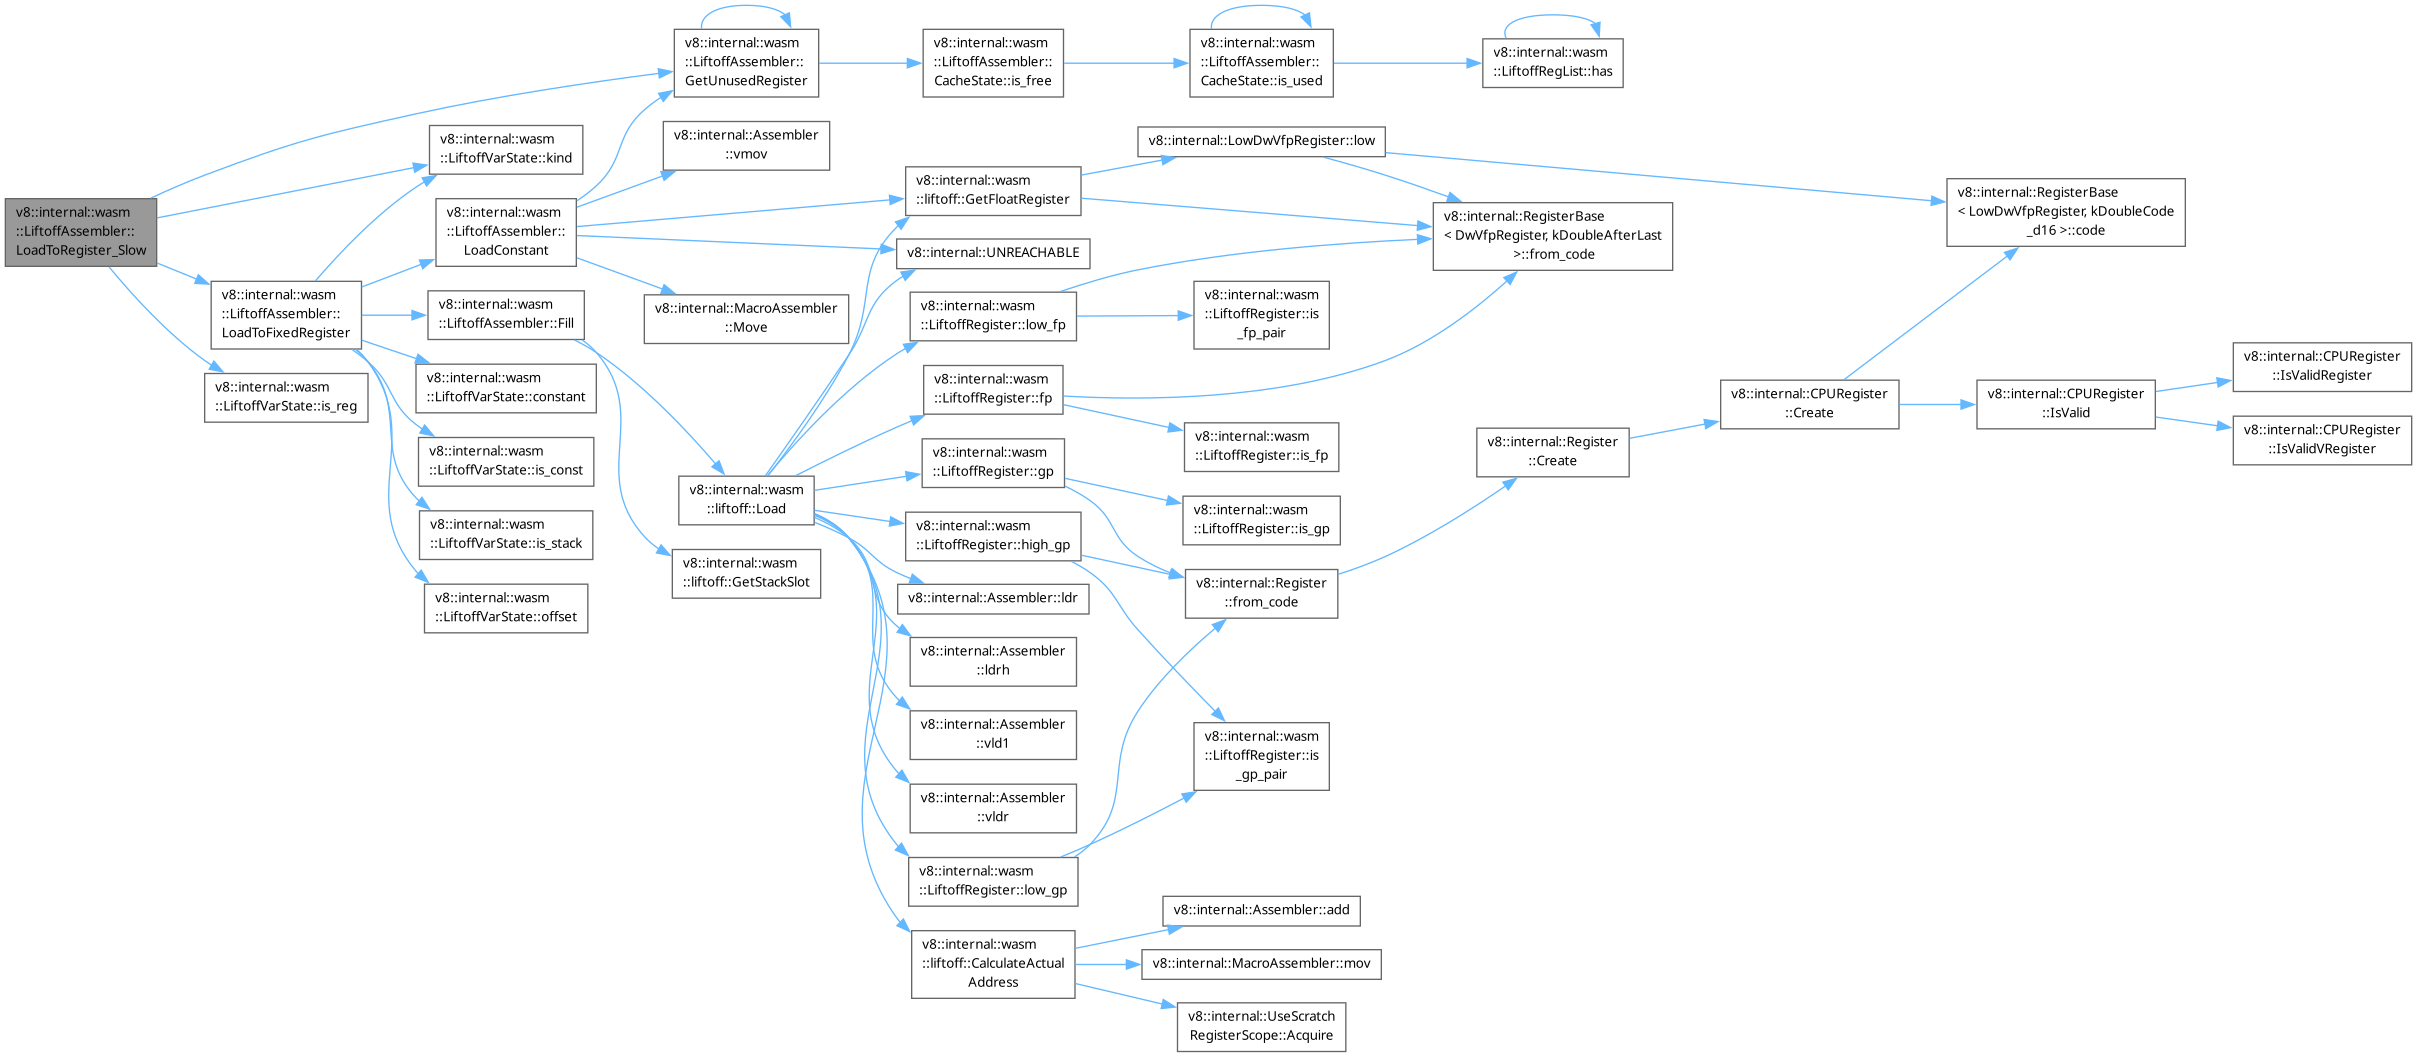 v8::internal::wasm
::LiftoffAssembler::
LoadToRegister_Slow
v8::internal::wasm
::LiftoffAssembler::
GetUnusedRegister
v8::internal::wasm
::LiftoffAssembler::
CacheState::is_free
v8::internal::wasm
::LiftoffAssembler::
CacheState::is_used
v8::internal::wasm
::LiftoffRegList::has
v8::internal::wasm
::LiftoffVarState::kind
v8::internal::wasm
::LiftoffAssembler::
LoadToFixedRegister
v8::internal::wasm
::LiftoffVarState::is_reg
v8::internal::wasm
::LiftoffAssembler::
LoadConstant
v8::internal::wasm
::LiftoffAssembler::Fill
v8::internal::wasm
::LiftoffVarState::constant
v8::internal::wasm
::LiftoffVarState::is_const
v8::internal::wasm
::LiftoffVarState::is_stack
v8::internal::wasm
::LiftoffVarState::offset
v8::internal::Assembler
::vmov
v8::internal::wasm
::liftoff::GetFloatRegister
v8::internal::UNREACHABLE
v8::internal::MacroAssembler
::Move
v8::internal::LowDwVfpRegister::low
v8::internal::RegisterBase
< DwVfpRegister, kDoubleAfterLast
>::from_code
v8::internal::RegisterBase
< LowDwVfpRegister, kDoubleCode
_d16 >::code
v8::internal::wasm
::liftoff::Load
v8::internal::wasm
::liftoff::GetStackSlot
v8::internal::wasm
::LiftoffRegister::low_fp
v8::internal::wasm
::LiftoffRegister::is
_fp_pair
v8::internal::wasm
::LiftoffRegister::fp
v8::internal::wasm
::LiftoffRegister::is_fp
v8::internal::wasm
::LiftoffRegister::gp
v8::internal::wasm
::LiftoffRegister::is_gp
v8::internal::wasm
::LiftoffRegister::high_gp
v8::internal::Register
::from_code
v8::internal::Register
::Create
v8::internal::CPURegister
::Create
v8::internal::CPURegister
::IsValid
v8::internal::CPURegister
::IsValidRegister
v8::internal::CPURegister
::IsValidVRegister
v8::internal::Assembler::ldr
v8::internal::Assembler
::ldrh
v8::internal::Assembler
::vld1
v8::internal::Assembler
::vldr
v8::internal::wasm
::LiftoffRegister::is
_gp_pair
v8::internal::wasm
::LiftoffRegister::low_gp
v8::internal::wasm
::liftoff::CalculateActual
Address
v8::internal::Assembler::add
v8::internal::MacroAssembler::mov
v8::internal::UseScratch
RegisterScope::Acquire